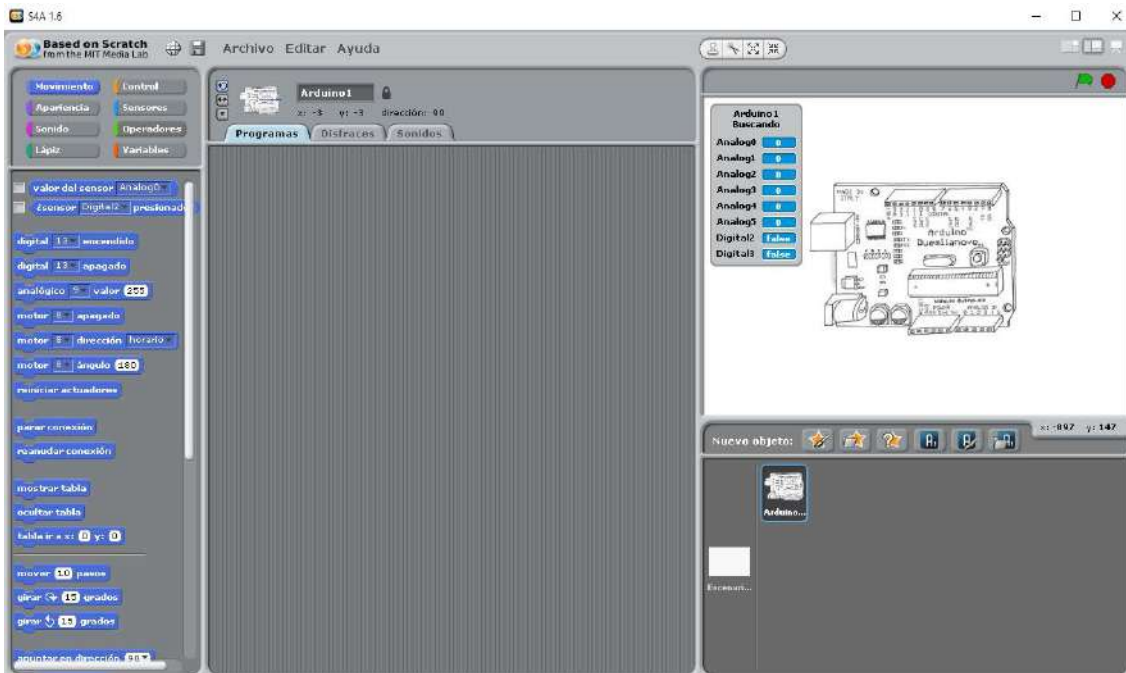 S4A 1.6
Based on Scratch
from the MIT Media Lab
Archivo Editar Ayuda
Movimiento Control
Apariencia Sensores
Sonido Operadores
Lápiz Variables
valor del sensor Analog0
¿sensor Digital2 presionado
digital 13 encendido
digital 13 apagado
analógico 9 valor 255
motor 8 apagado
motor 8 dirección horario
motor 8 ángulo 180
reiniciar actuadores
parar conexión
reanudar conexión
mostrar tabla
ocultar tabla
tabla ir a x: 0 y: 0
mover 10 pasos
girar 15 grados
girar 15 grados
apuntar en dirección 90
Arduino1
x: -3 y: -3 dirección: 90
Programas Disfraces Sonidos
Arduino1
Buscando
Analog0 0
Analog1 0
Analog2 0
Analog3 0
Analog4 0
Analog5 0
Digital2 false
Digital3 false
MADE IN
ITALY
Arduino
Duemilanove
x: -897 y: 147
Nuevo objeto:
Arduino...
Escenari...